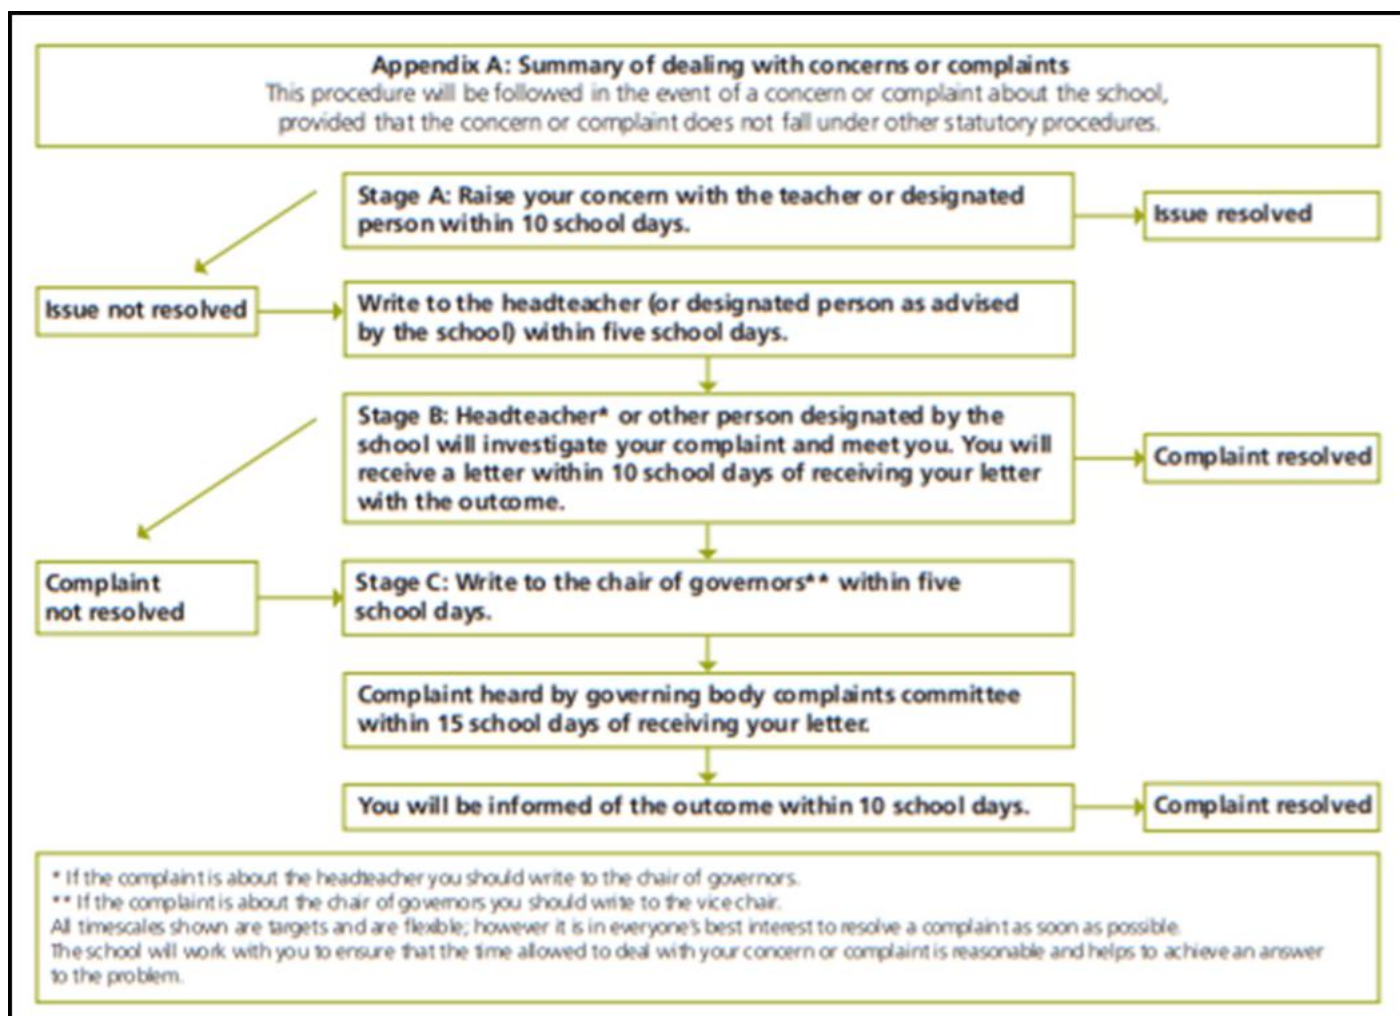 Appendix A: Summary of dealing with concerns or complaints
This procedure will be followed in the event of a concern or complaint about the school,
provided that the concern or complaint does not fall under other statutory procedures.
Stage A: Raise your concern with the teacher or designated
person within 10 school days.
Issue resolved
Issue not resolved
Write to the headteacher (or designated person as advised
by the school) within five school days.
Stage B: Headteacher* or other person designated by the
school will investigate your complaint and meet you. You will
receive a letter within 10 school days of receiving your letter
with the outcome.
Complaint resolved
Complaint
not resolved
Stage C: Write to the chair of governors** within five
school days.
Complaint heard by governing body complaints committee
within 15 school days of receiving your letter.
You will be informed of the outcome within 10 school days.
Complaint resolved
* If the complaint is about the headteacher you should write to the chair of governors.
** If the complaint is about the chair of governors you should write to the vice chair.
All timescales shown are targets and are flexible; however it is in everyone's best interest to resolve a complaint as soon as possible.
The school will work with you to ensure that the time allowed to deal with your concern or complaint is reasonable and helps to achieve an answer
to the problem.